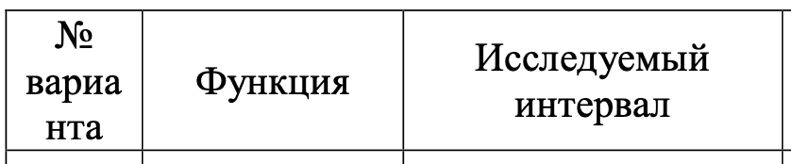 №
вариа
нта
Функция
Исследуемый
интервал